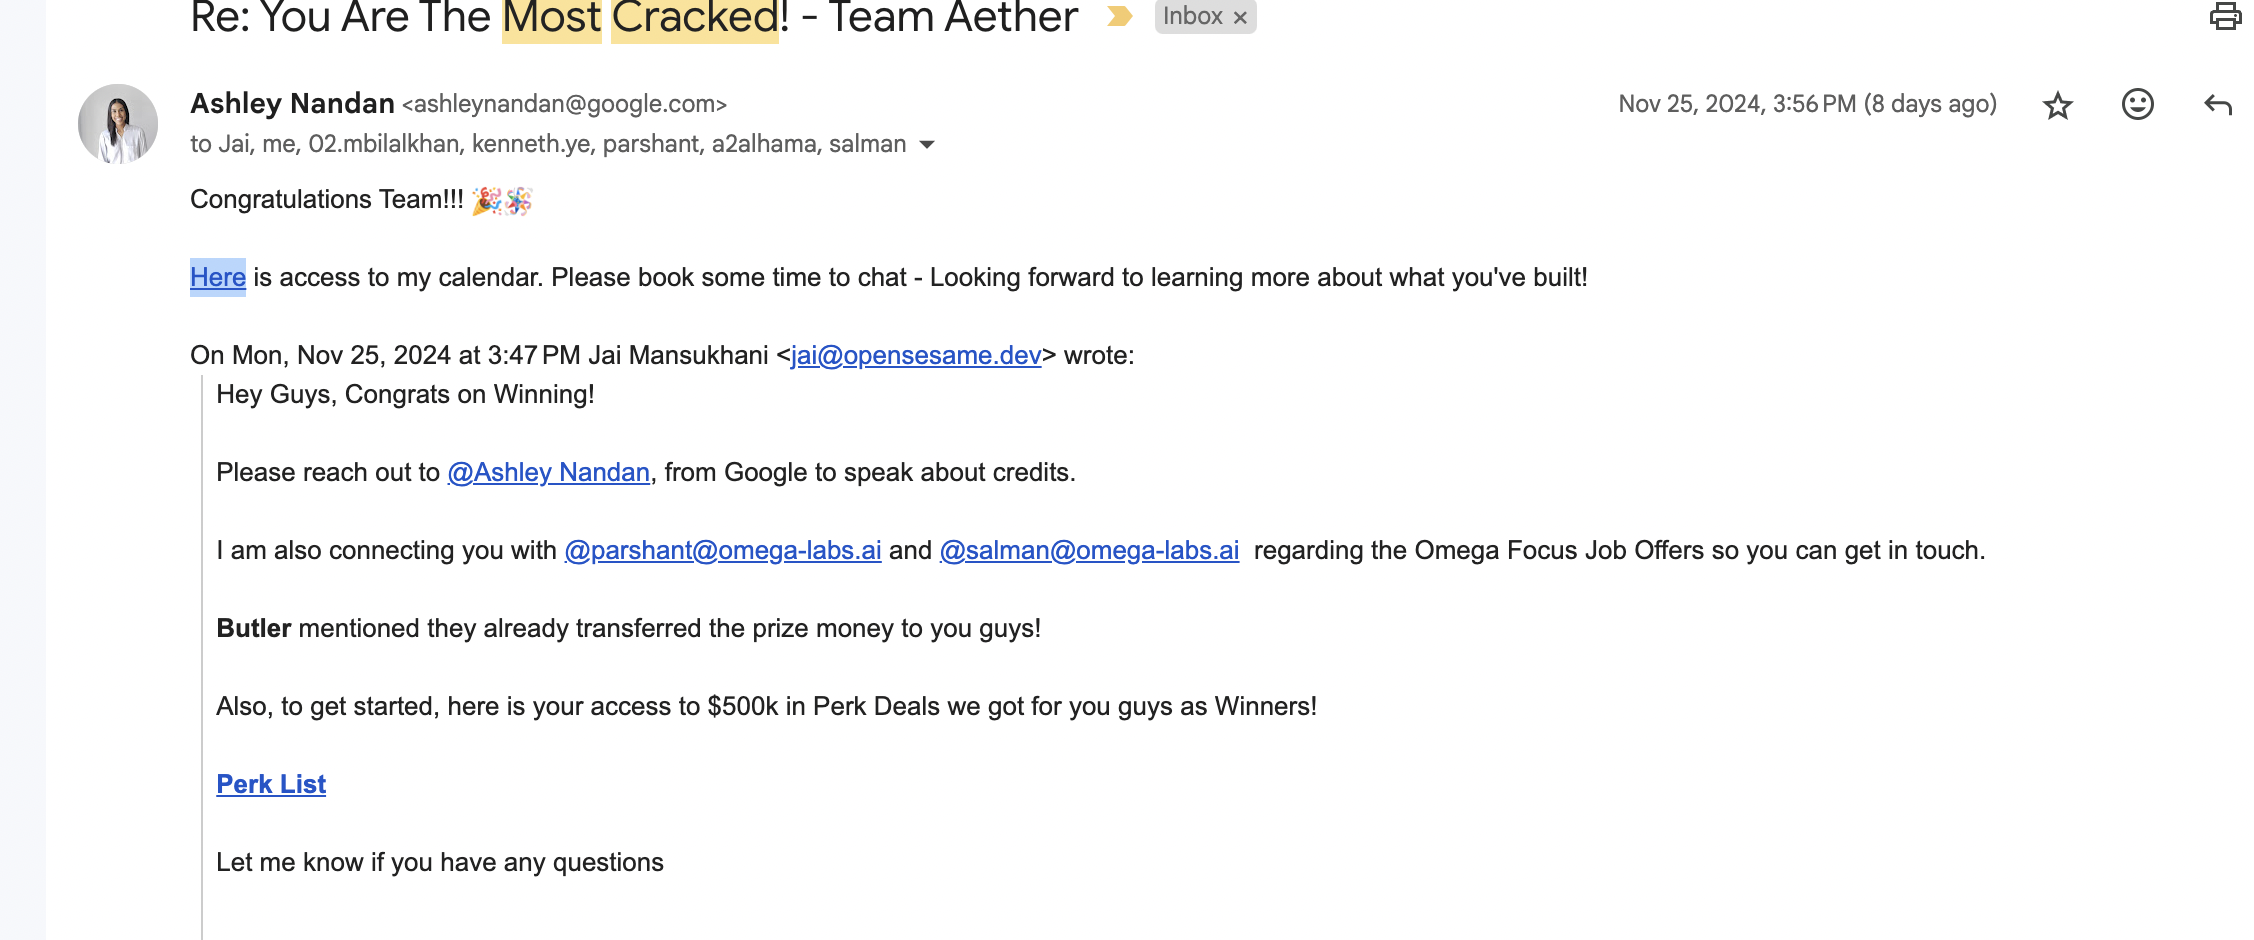 Re: You Are The Most Cracked! - Team Aether Inbox ×
Ashley Nandan <ashleynandan@google.com> Nov 25, 2024, 3:56 PM (8 days ago)
to Jai, me, 02.mbilalkhan, kenneth.ye, parshant, a2alhama, salman
Congratulations Team!!! 🎉🎊
Here is access to my calendar. Please book some time to chat - Looking forward to learning more about what you've built!
On Mon, Nov 25, 2024 at 3:47 PM Jai Mansukhani <jai@opensesame.dev> wrote:
Hey Guys, Congrats on Winning!
Please reach out to @Ashley Nandan, from Google to speak about credits.
I am also connecting you with @parshant@omega-labs.ai and @salman@omega-labs.ai regarding the Omega Focus Job Offers so you can get in touch.
Butler mentioned they already transferred the prize money to you guys!
Also, to get started, here is your access to $500k in Perk Deals we got for you guys as Winners!
Perk List
Let me know if you have any questions